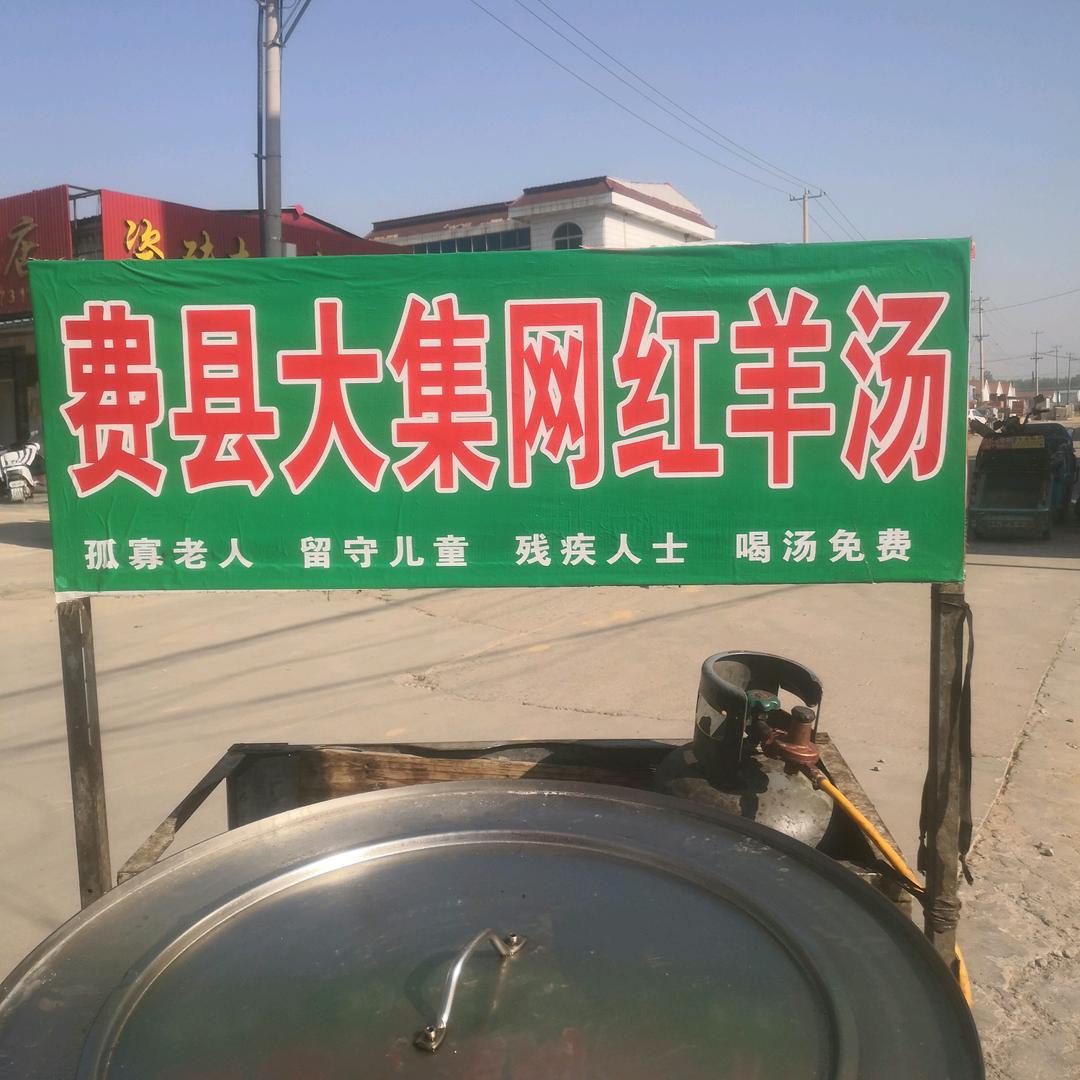 费县大集网红羊汤
孤寡老人 留守儿童 残疾人士 喝汤免费
店